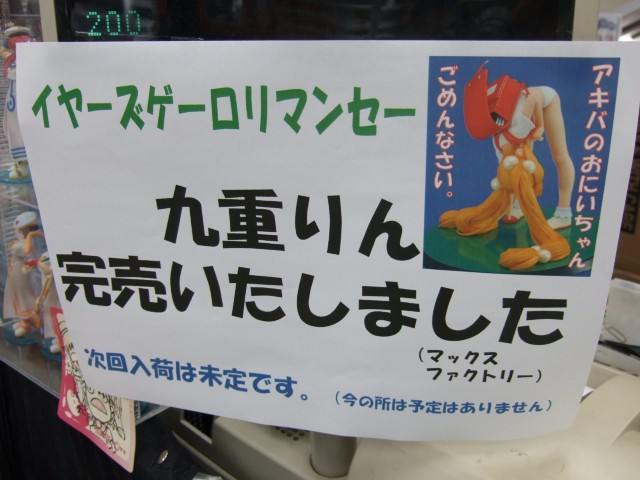 200
イヤーズゲーロリマンセー
アキバのおにいちゃん
ごめんなさい。
九重りん
完売いたしました
(マックス
ファクトリー)
次回入荷は未定です。
(今の所は予定はありません)